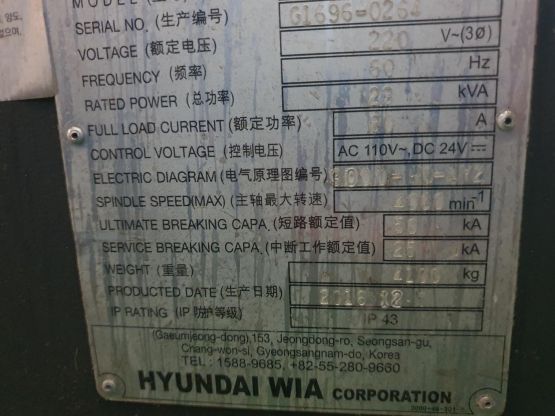 MODEL
SERIAL NO. (生产编号) G1696-0264
VOLTAGE (额定电压) 220 V~(3Ø)
FREQUENCY (频率) 60 Hz
RATED POWER (总功率) kVA
FULL LOAD CURRENT (额定功率) A
CONTROL VOLTAGE (控制电压) AC 110V~, DC 24V
ELECTRIC DIAGRAM (电气原理图编号)
SPINDLE SPEED(MAX) (主轴最大转速) min-1
ULTIMATE BREAKING CAPA. (短路额定值) kA
SERVICE BREAKING CAPA. (中断工作额定值) kA
WEIGHT (重量) kg
PRODUCTED DATE (生产日期) 2016.12
IP RATING (IP 防护等级) IP 43
(Gaeumjeong-dong),153, Jeongdong-ro, Seongsan-gu,
Chang-won-si, Gyeongsangnam-do, Korea
TEL : 1588-9685, +82-55-280-9660
HYUNDAI WIA CORPORATION